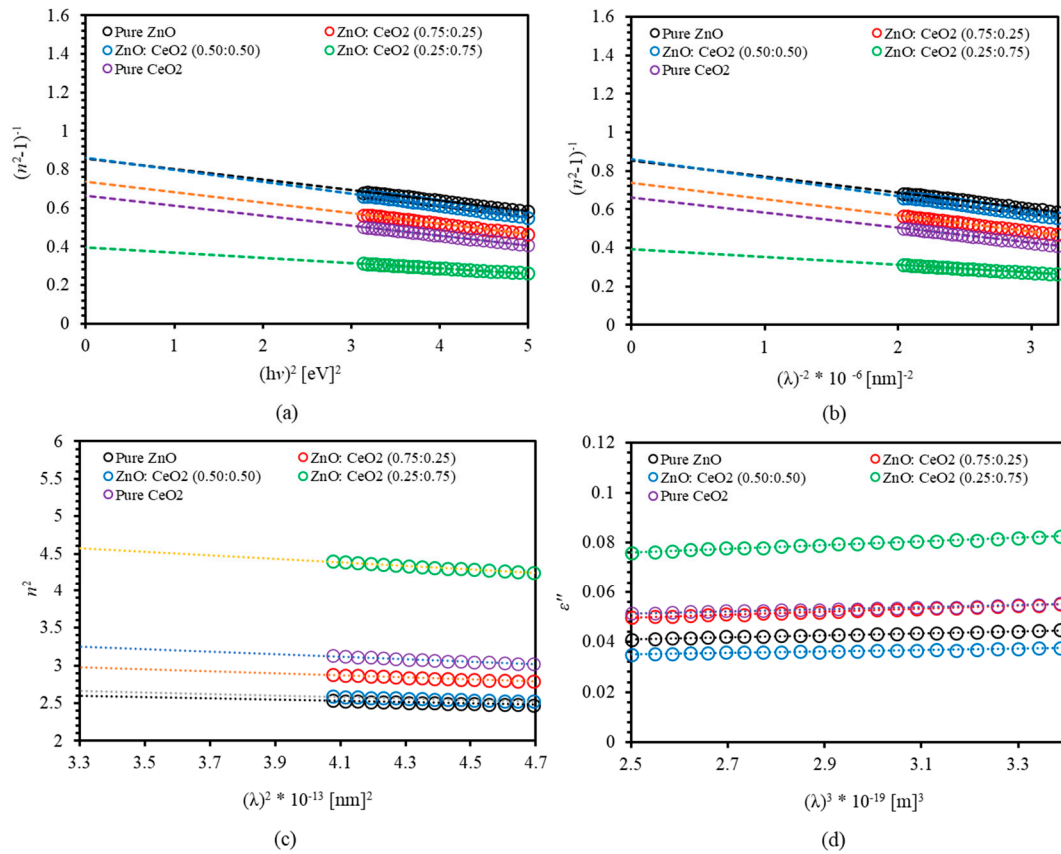 1.6
1.4
1.2
1
0.8
0.6
0.4
0.2
0
(n²-1)⁻¹
Pure ZnO
ZnO: CeO2 (0.75:0.25)
ZnO: CeO2 (0.50:0.50)
ZnO: CeO2 (0.25:0.75)
Pure CeO2
0 1 2 3 4 5
(hν)² [eV]²
(a)
1.6
1.4
1.2
1
0.8
0.6
0.4
0.2
0
(n²-1)⁻¹
Pure ZnO
ZnO: CeO2 (0.75:0.25)
ZnO: CeO2 (0.50:0.50)
ZnO: CeO2 (0.25:0.75)
Pure CeO2
0 1 2 3
(λ)⁻² * 10 ⁻⁶ [nm]⁻²
(b)
6
5.5
5
4.5
4
3.5
3
2.5
2
n²
Pure ZnO
ZnO: CeO2 (0.75:0.25)
ZnO: CeO2 (0.50:0.50)
ZnO: CeO2 (0.25:0.75)
Pure CeO2
3.3 3.5 3.7 3.9 4.1 4.3 4.5 4.7
(λ)² * 10⁻¹³ [nm]²
(c)
0.12
0.1
0.08
0.06
0.04
0.02
0
ε″
Pure ZnO
ZnO: CeO2 (0.75:0.25)
ZnO: CeO2 (0.50:0.50)
ZnO: CeO2 (0.25:0.75)
Pure CeO2
2.5 2.7 2.9 3.1 3.3
(λ)³ * 10⁻¹⁹ [m]³
(d)